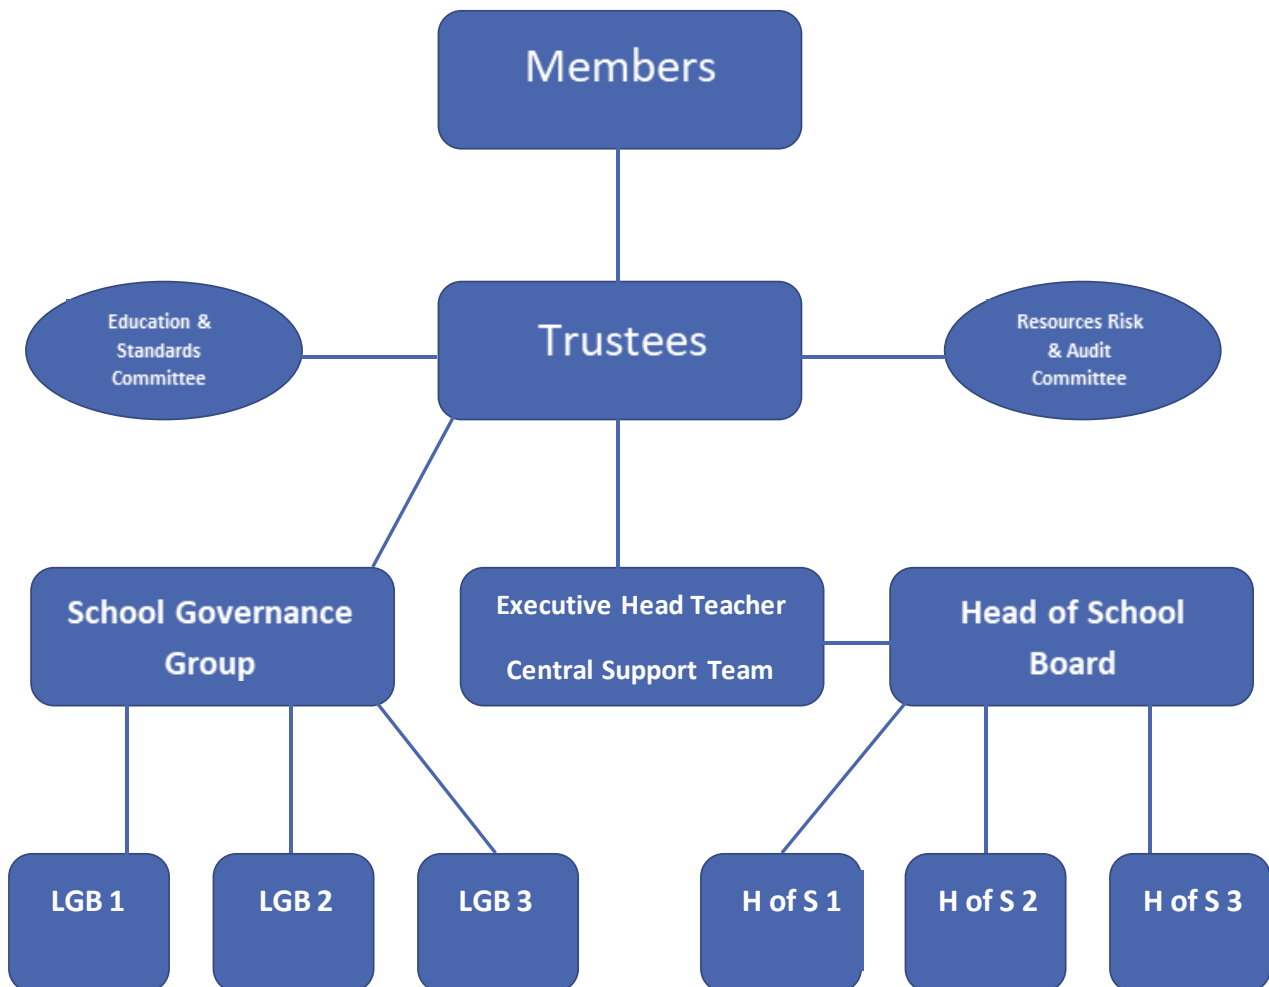 Members
Education &
Standards
Committee
Trustees
Resources Risk
& Audit
Committee
School Governance
Group
Executive Head Teacher
Central Support Team
Head of School
Board
LGB 1
LGB 2
LGB 3
H of S 1
H of S 2
H of S 3